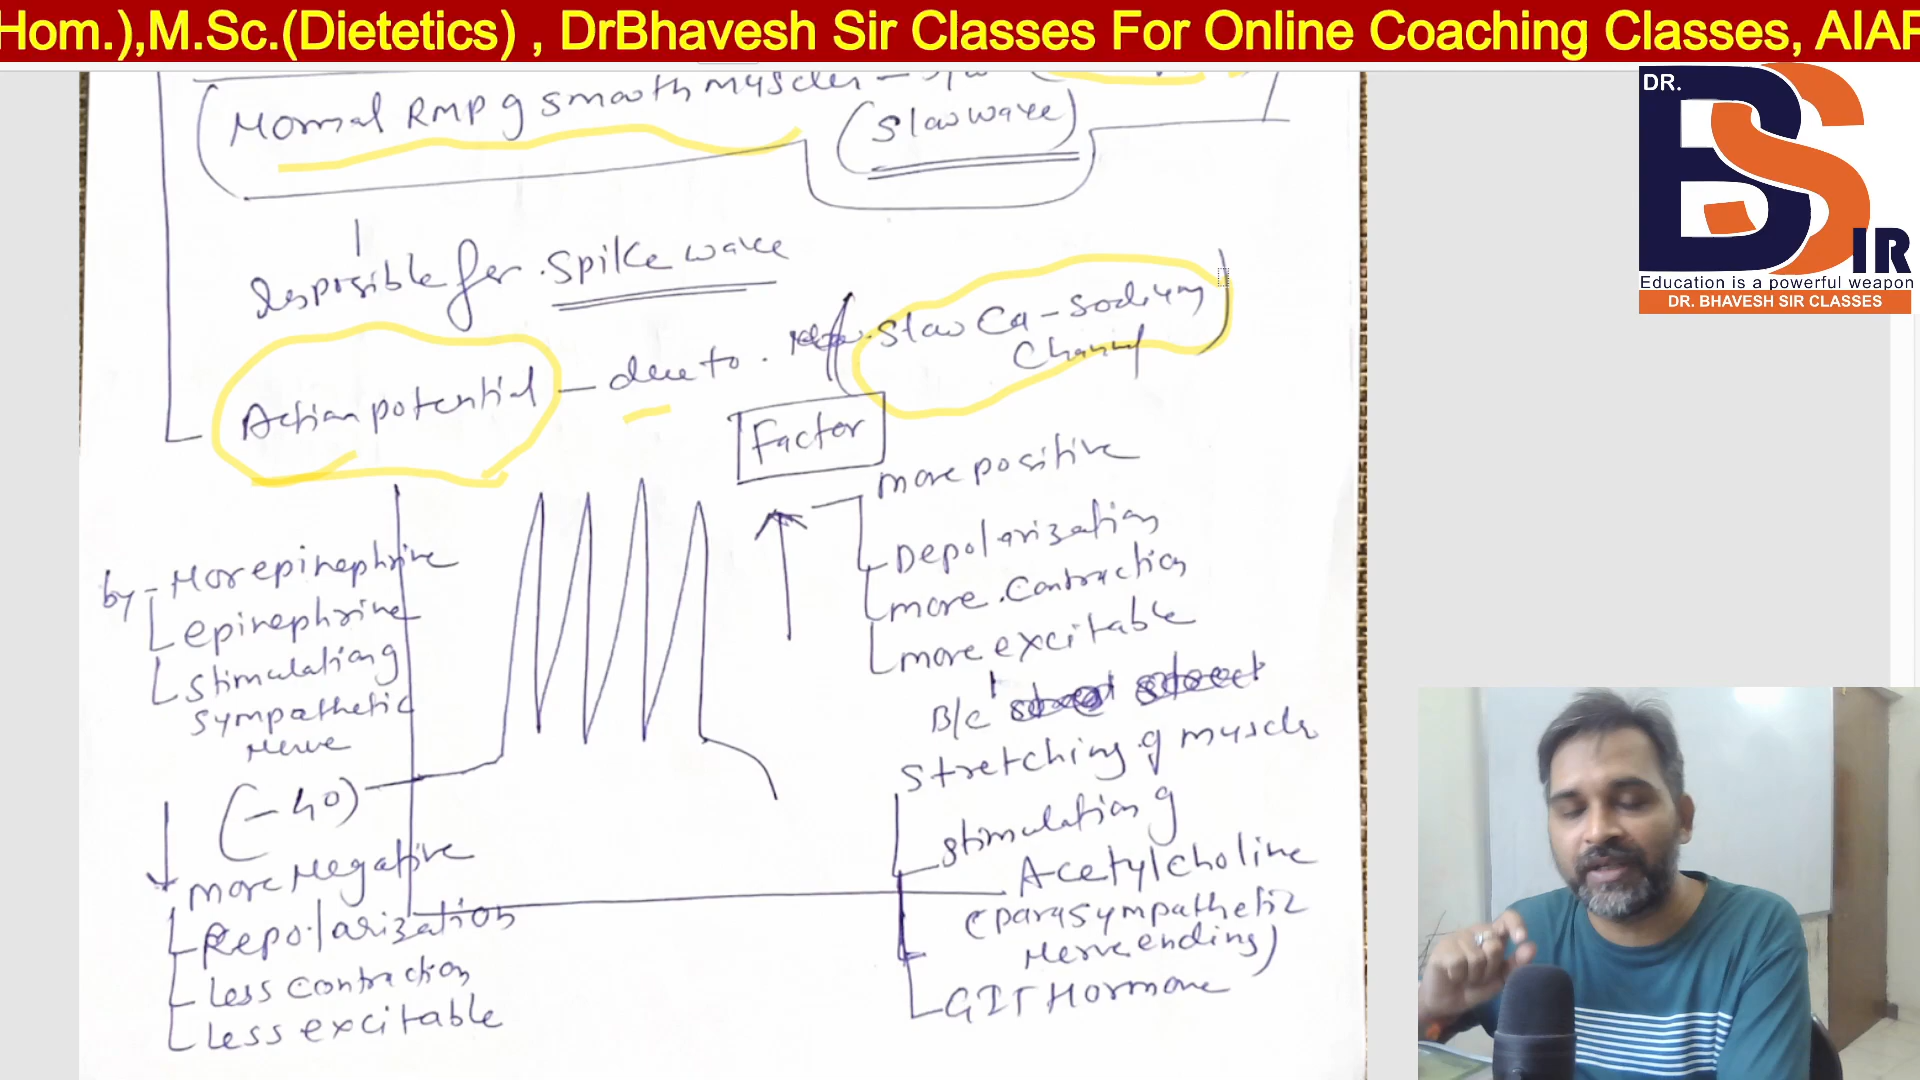 Hom.),M.Sc.(Dietetics) , DrBhavesh Sir Classes For Online Coaching Classes, AIAP
DR.
BS
IR
Education is a powerful weapon
DR. BHAVESH SIR CLASSES
Normal RMP of smooth muscles -
(Slow wave)
Resposible for . Spike wave
Action potential - due to . Slow Ca - Sodium
Channel
Factor
more positive
Depolarization
more . Contraction
more excitable
B/c
Stretching of muscle
stimulation of
Acetylcholine
(parasympathetic
Nerve ending)
GIT Hormone
by - Norepinephrine
epinephrine
stimulation of
sympathetic
Nerve
(-40)
more Negative
Repolarization
less contraction
less excitable